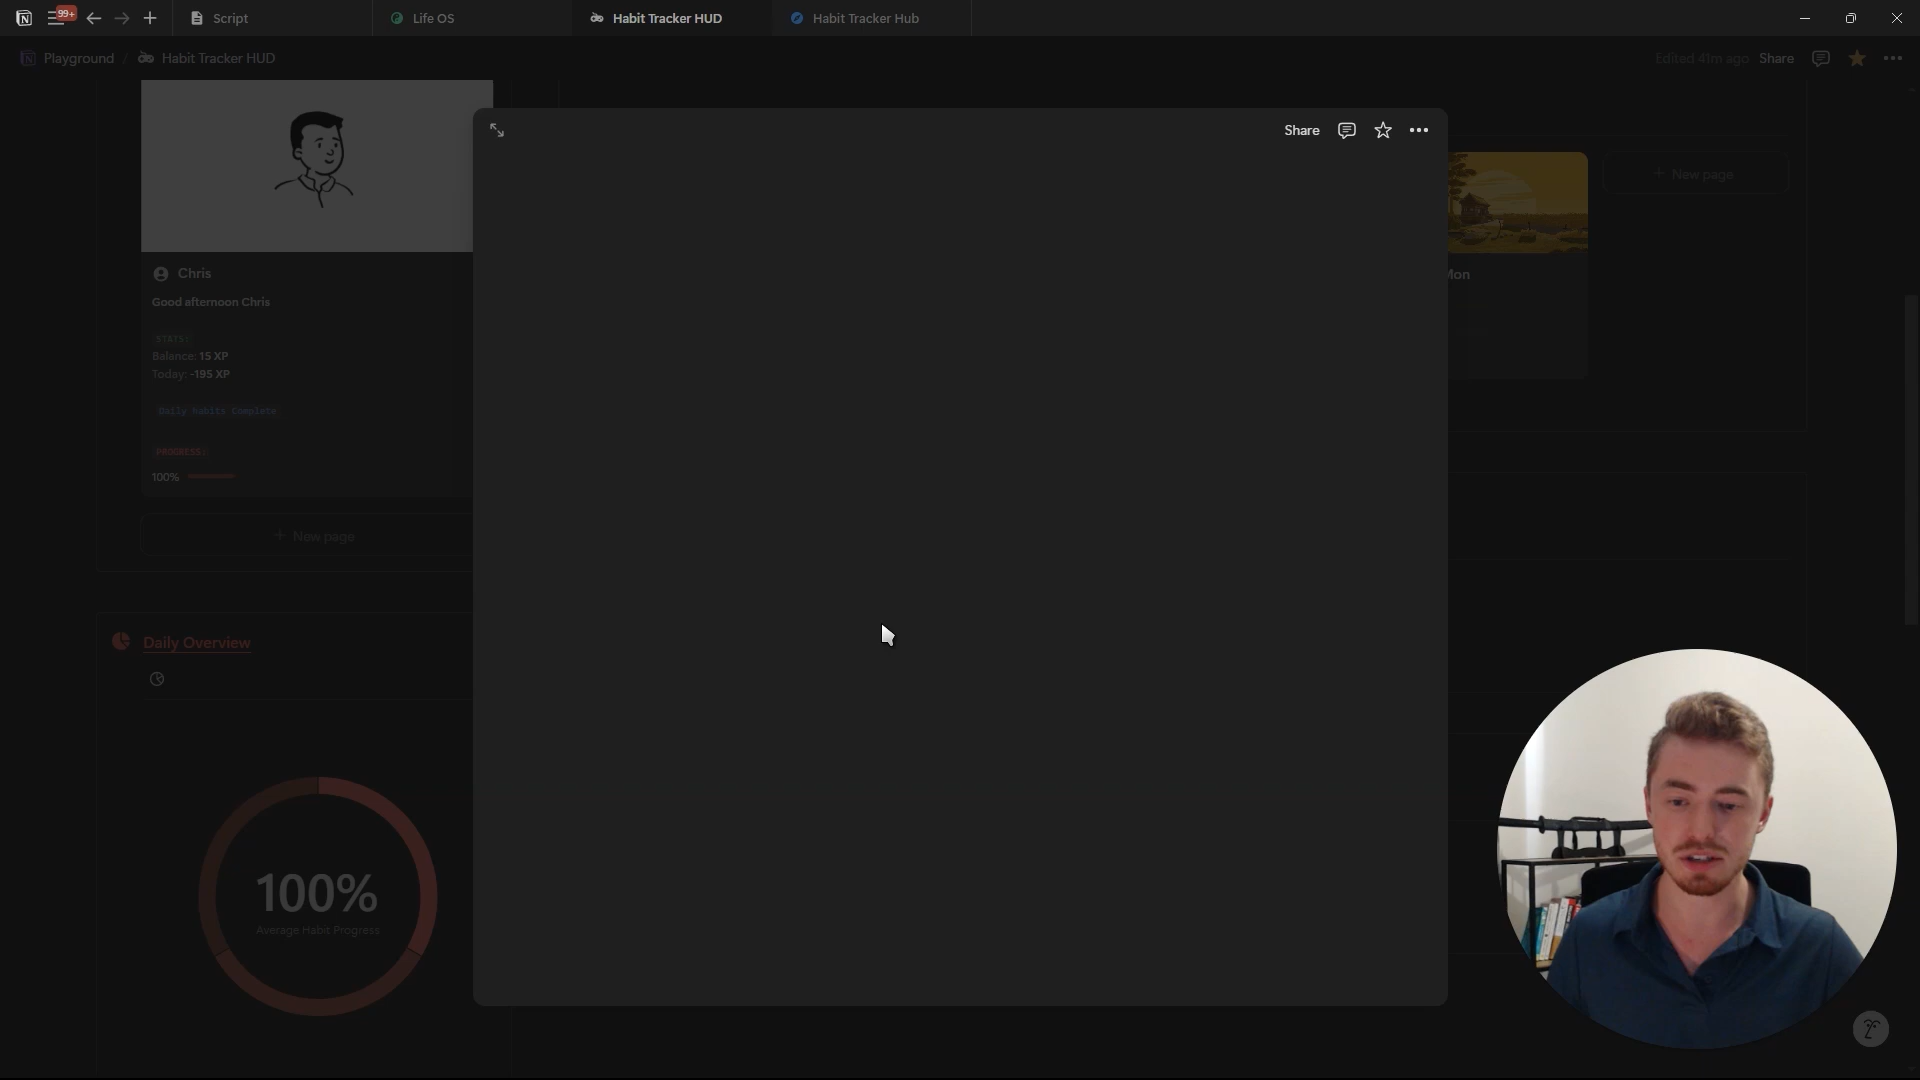 99+
Script
Life OS
Habit Tracker HUD
Habit Tracker Hub
Playground / Habit Tracker HUD
Edited 41m ago
Share
Share
+ New page
Mon
Chris
Good afternoon Chris
STATS:
Balance: 15 XP
Today: -195 XP
Daily habits Complete
PROGRESS:
100%
+ New page
Daily Overview
100%
Average Habit Progress